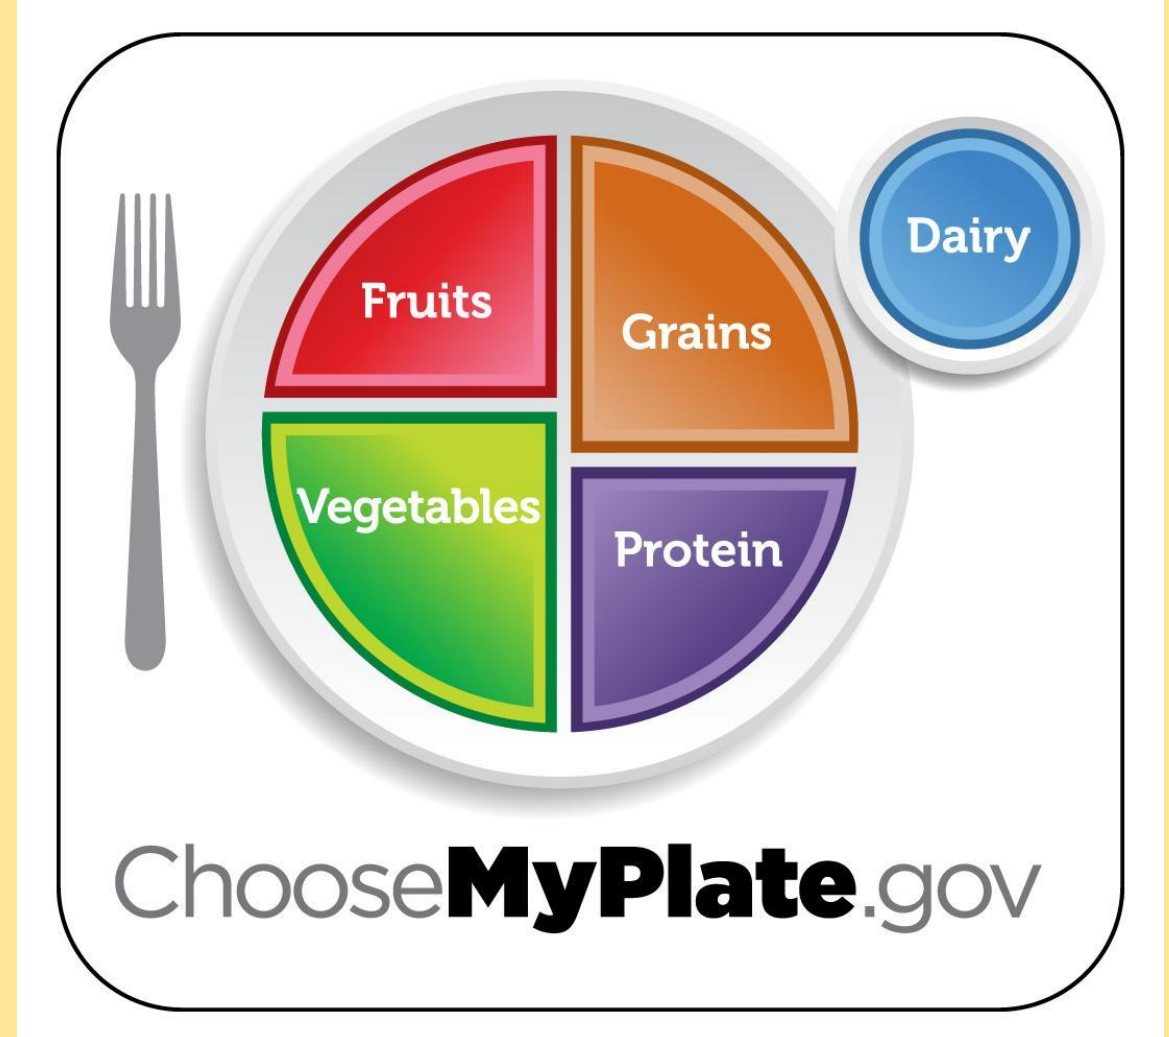 Dairy
Fruits
Grains
Vegetables
Protein
ChooseMyPlate.gov